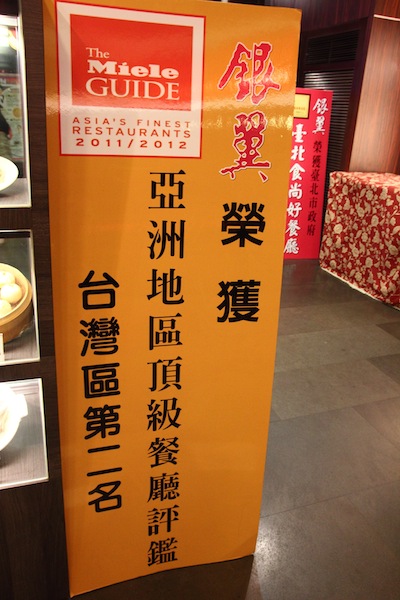 The
Miele
GUIDE
ASIA'S FINEST
RESTAURANTS
2011/2012
銀翼
榮獲
亞洲地區頂級餐廳評鑑
台灣區第二名
銀翼
榮獲臺北市政府
臺北食尚好餐廳